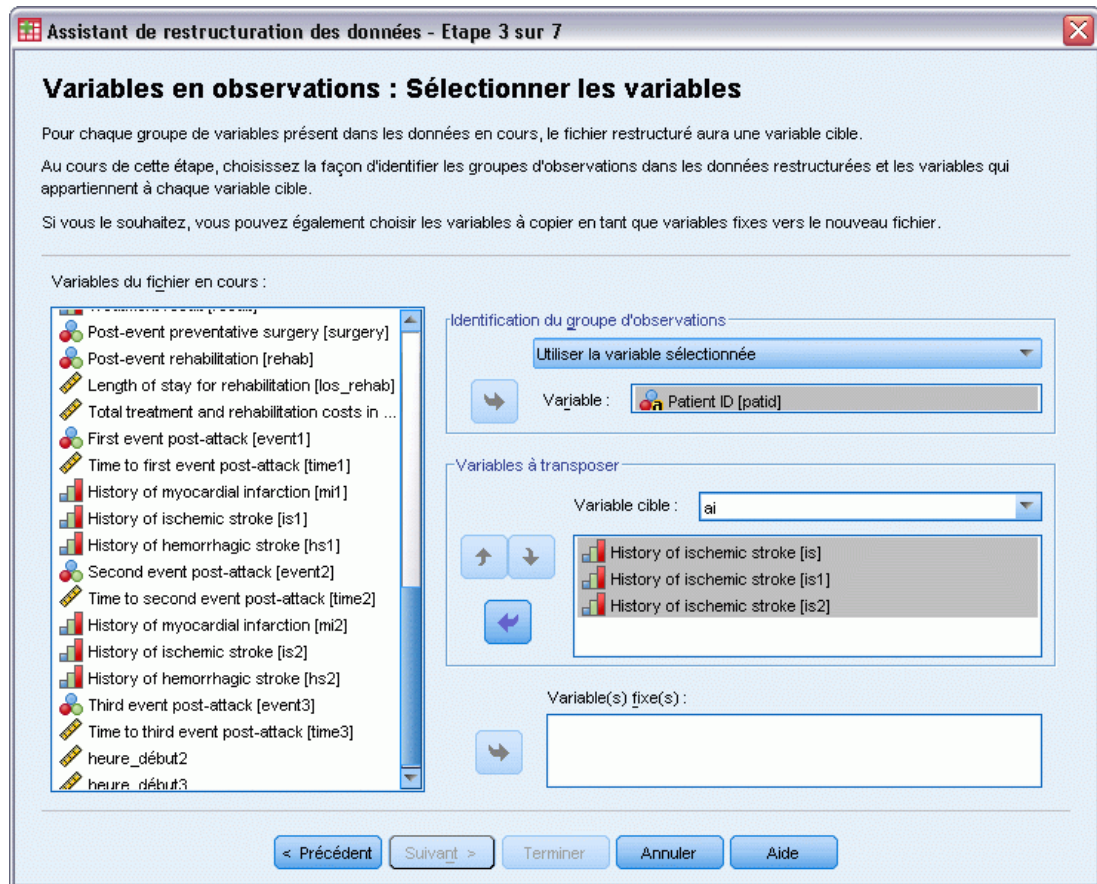 Assistant de restructuration des données - Etape 3 sur 7
Variables en observations : Sélectionner les variables
Pour chaque groupe de variables présent dans les données en cours, le fichier restructuré aura une variable cible.
Au cours de cette étape, choisissez la façon d'identifier les groupes d'observations dans les données restructurées et les variables qui
appartiennent à chaque variable cible.
Si vous le souhaitez, vous pouvez également choisir les variables à copier en tant que variables fixes vers le nouveau fichier.
Variables du fichier en cours :
Post-event preventative surgery [surgery]
Post-event rehabilitation [rehab]
Length of stay for rehabilitation [los_rehab]
Total treatment and rehabilitation costs in ...
First event post-attack [event1]
Time to first event post-attack [time1]
History of myocardial infarction [mi1]
History of ischemic stroke [is1]
History of hemorrhagic stroke [hs1]
Second event post-attack [event2]
Time to second event post-attack [time2]
History of myocardial infarction [mi2]
History of ischemic stroke [is2]
History of hemorrhagic stroke [hs2]
Third event post-attack [event3]
Time to third event post-attack [time3]
heure_début2
heure_début3
Identification du groupe d'observations
Utiliser la variable sélectionnée
Variable : Patient ID [patid]
Variables à transposer
Variable cible : ai
History of ischemic stroke [is]
History of ischemic stroke [is1]
History of ischemic stroke [is2]
Variable(s) fixe(s) :
< Précédent Suivant > Terminer Annuler Aide